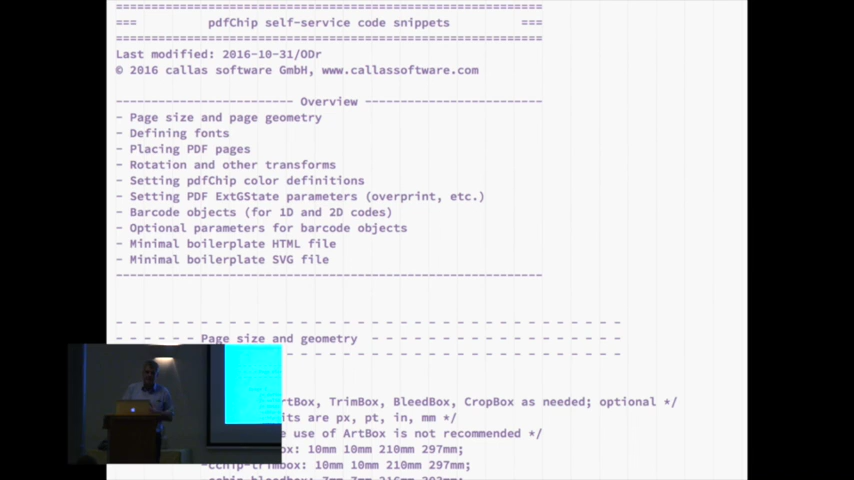 ==================================================
=== pdfChip self-service code snippets ===
==================================================
Last modified: 2016-10-31/ODr
© 2016 callas software GmbH, www.callassoftware.com
------------------------- Overview -------------------------
- Page size and page geometry
- Defining fonts
- Placing PDF pages
- Rotation and other transforms
- Setting pdfChip color definitions
- Setting PDF ExtGState parameters (overprint, etc.)
- Barcode objects (for 1D and 2D codes)
- Optional parameters for barcode objects
- Minimal boilerplate HTML file
- Minimal boilerplate SVG file
------------------------------------------------------------
- - - - - - - - - - - - - - - - - - - - - - - - - - - - - - - - - - - -
- - - - - - Page size and geometry - - - - - - - - - - - - - - - - - -
TrimBox, BleedBox, CropBox as needed; optional */
are px, pt, in, mm */
use of ArtBox is not recommended */
10mm 10mm 210mm 297mm;
-cchip-trimbox: 10mm 10mm 210mm 297mm;